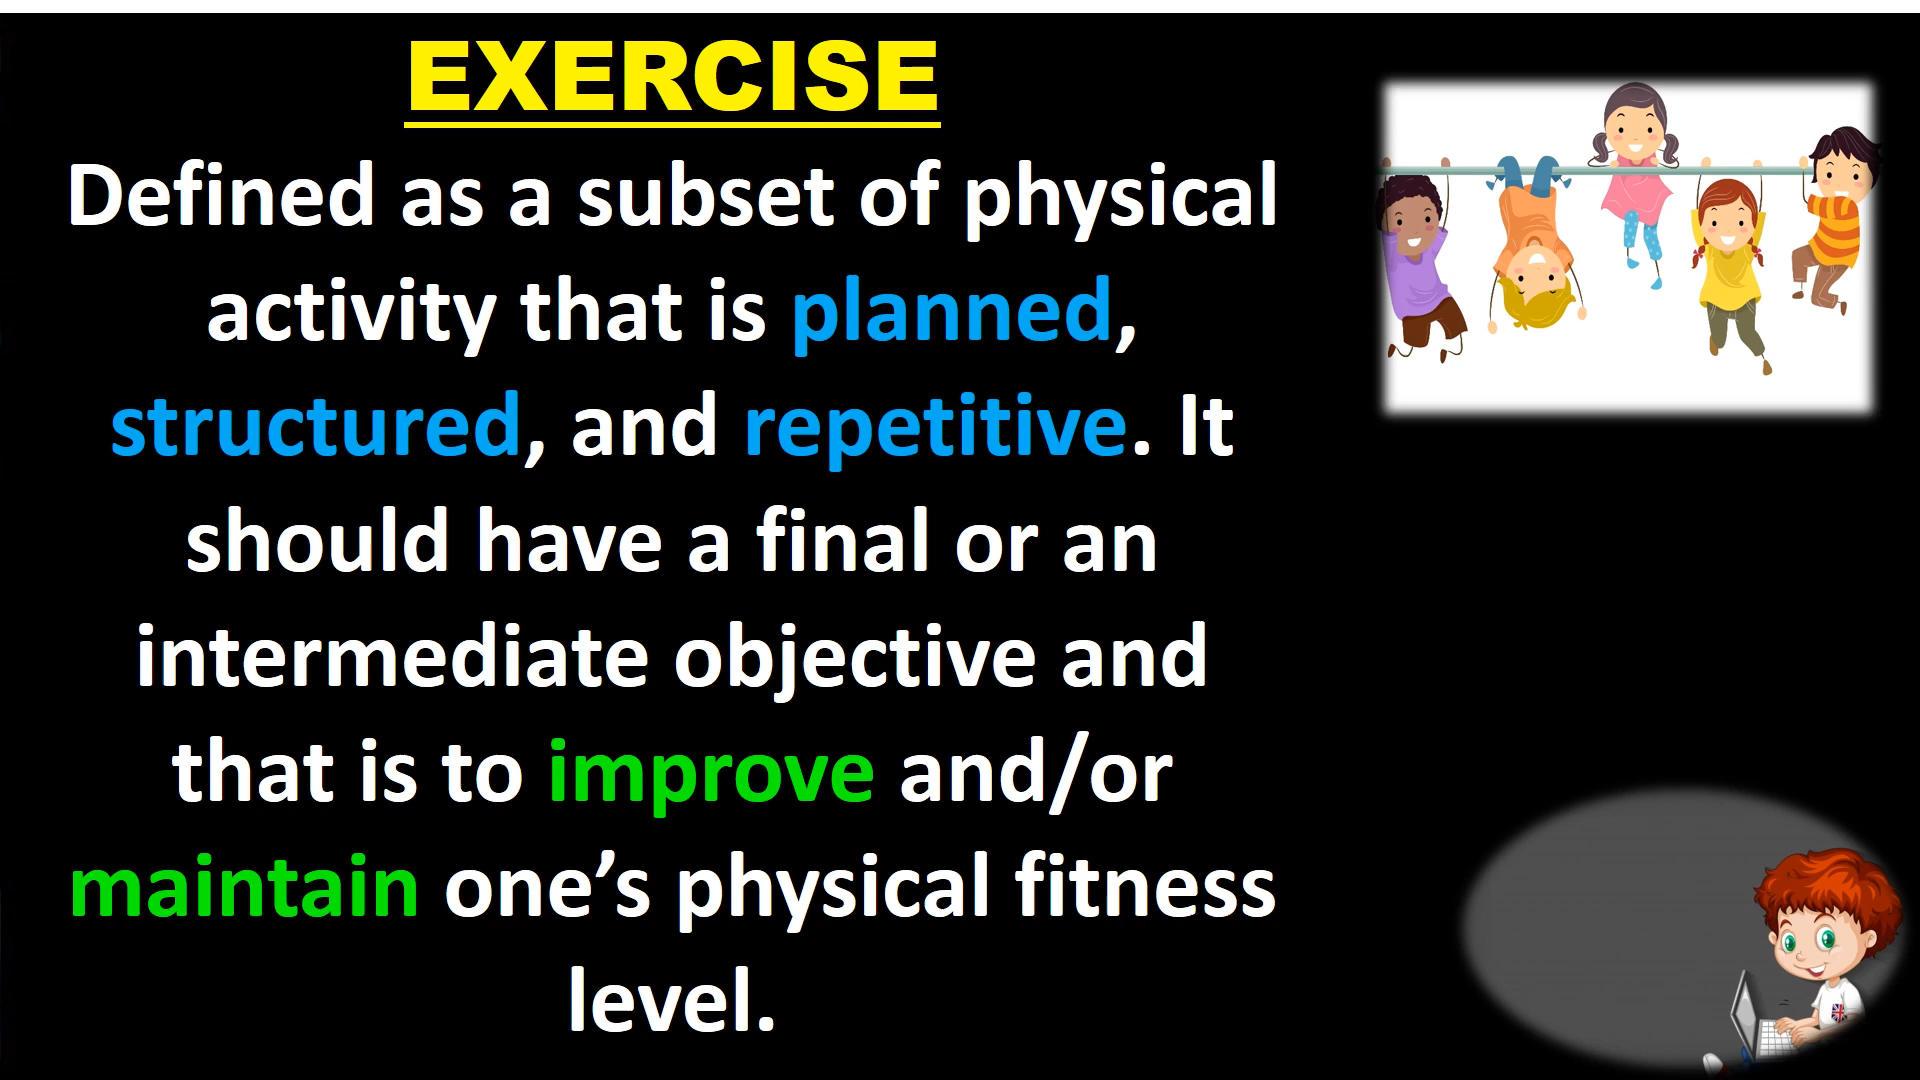 EXERCISE
Defined as a subset of physical
activity that is planned,
structured, and repetitive. It
should have a final or an
intermediate objective and
that is to improve and/or
maintain one’s physical fitness
level.